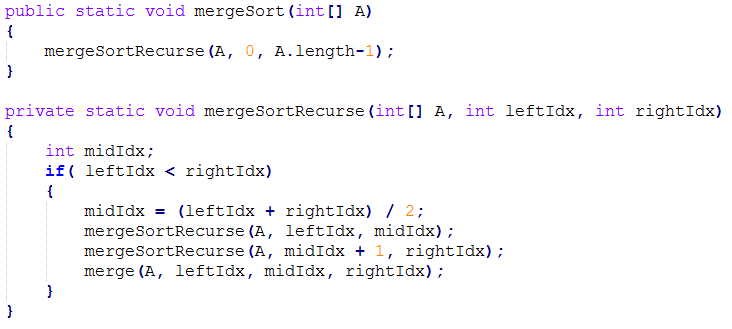 public static void mergeSort(int[] A)
{
    mergeSortRecurse(A, 0, A.length-1);
}

private static void mergeSortRecurse(int[] A, int leftIdx, int rightIdx)
{
    int midIdx;
    if( leftIdx < rightIdx)
    {
        midIdx = (leftIdx + rightIdx) / 2;
        mergeSortRecurse(A, leftIdx, midIdx);
        mergeSortRecurse(A, midIdx + 1, rightIdx);
        merge(A, leftIdx, midIdx, rightIdx);
    }
}